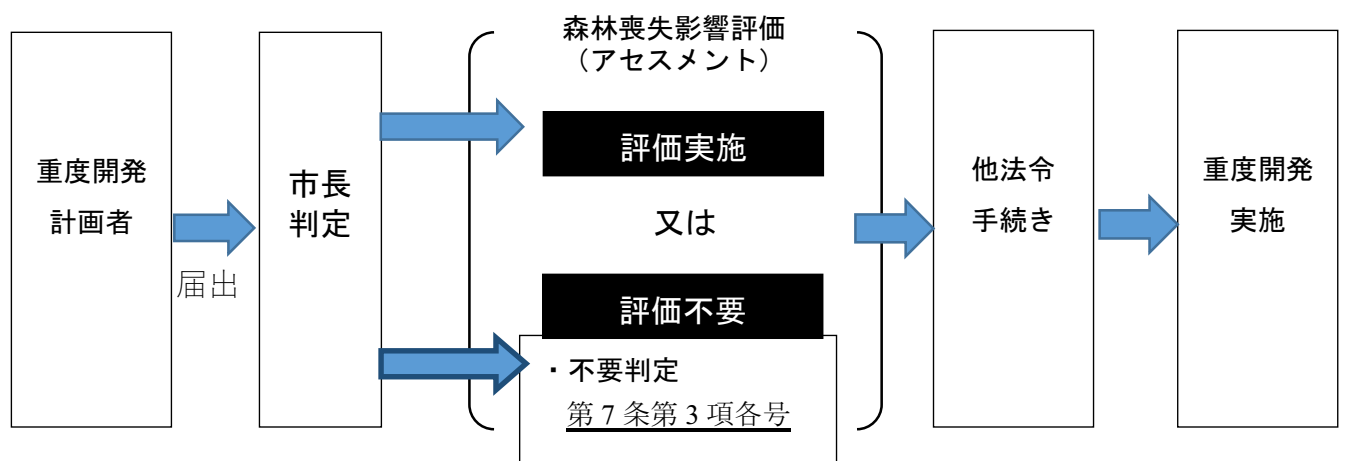 重度開発
計画者
届出
市長
判定
森林喪失影響評価
（アセスメント）
評価実施
又は
評価不要
・不要判定
第7条第3項各号
他法令
手続き
重度開発
実施